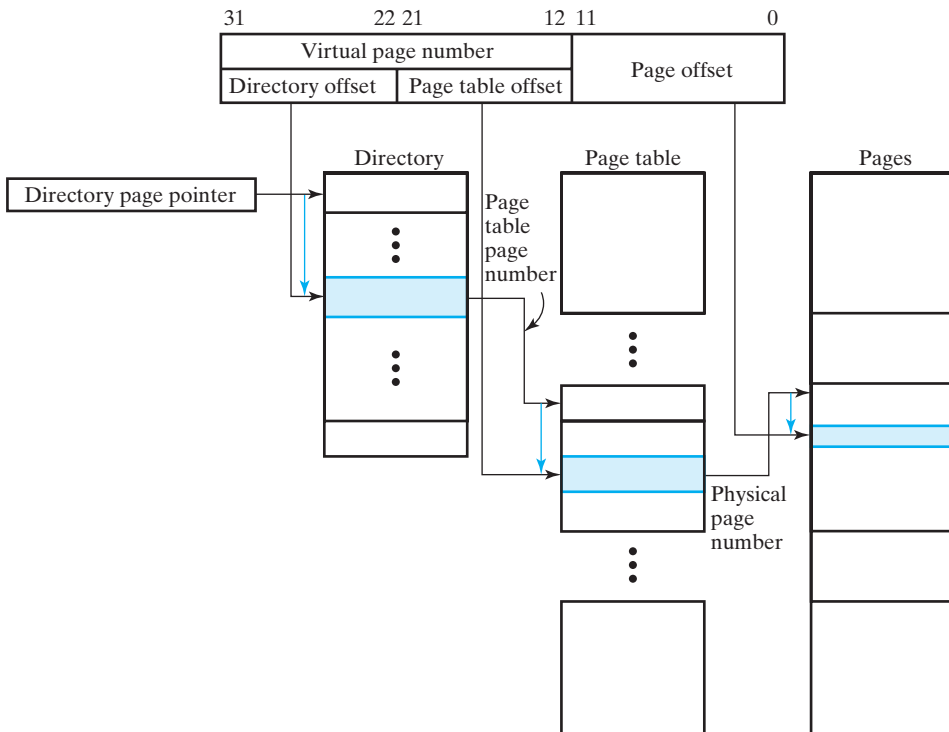 31 22 21 12 11 0
Virtual page number
Page offset
Directory offset Page table offset
Directory Page table Pages
Directory page pointer
Page
table
page
number
Physical
page
number